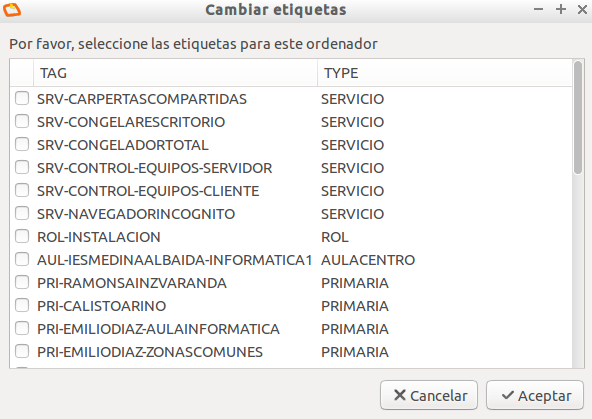 Cambiar etiquetas
Por favor, seleccione las etiquetas para este ordenador
TAG TYPE
SRV-CARPERTASCOMPARTIDAS SERVICIO
SRV-CONGELARESCRITORIO SERVICIO
SRV-CONGELADORTOTAL SERVICIO
SRV-CONTROL-EQUIPOS-SERVIDOR SERVICIO
SRV-CONTROL-EQUIPOS-CLIENTE SERVICIO
SRV-NAVEGADORINCOGNITO SERVICIO
ROL-INSTALACION ROL
AUL-IESMEDINAALBAIDA-INFORMATICA1 AULACENTRO
PRI-RAMONSAINZVARANDA PRIMARIA
PRI-CALISTOARINO PRIMARIA
PRI-EMILIODIAZ-AULAINFORMATICA PRIMARIA
PRI-EMILIODIAZ-ZONASCOMUNES PRIMARIA
Cancelar Aceptar